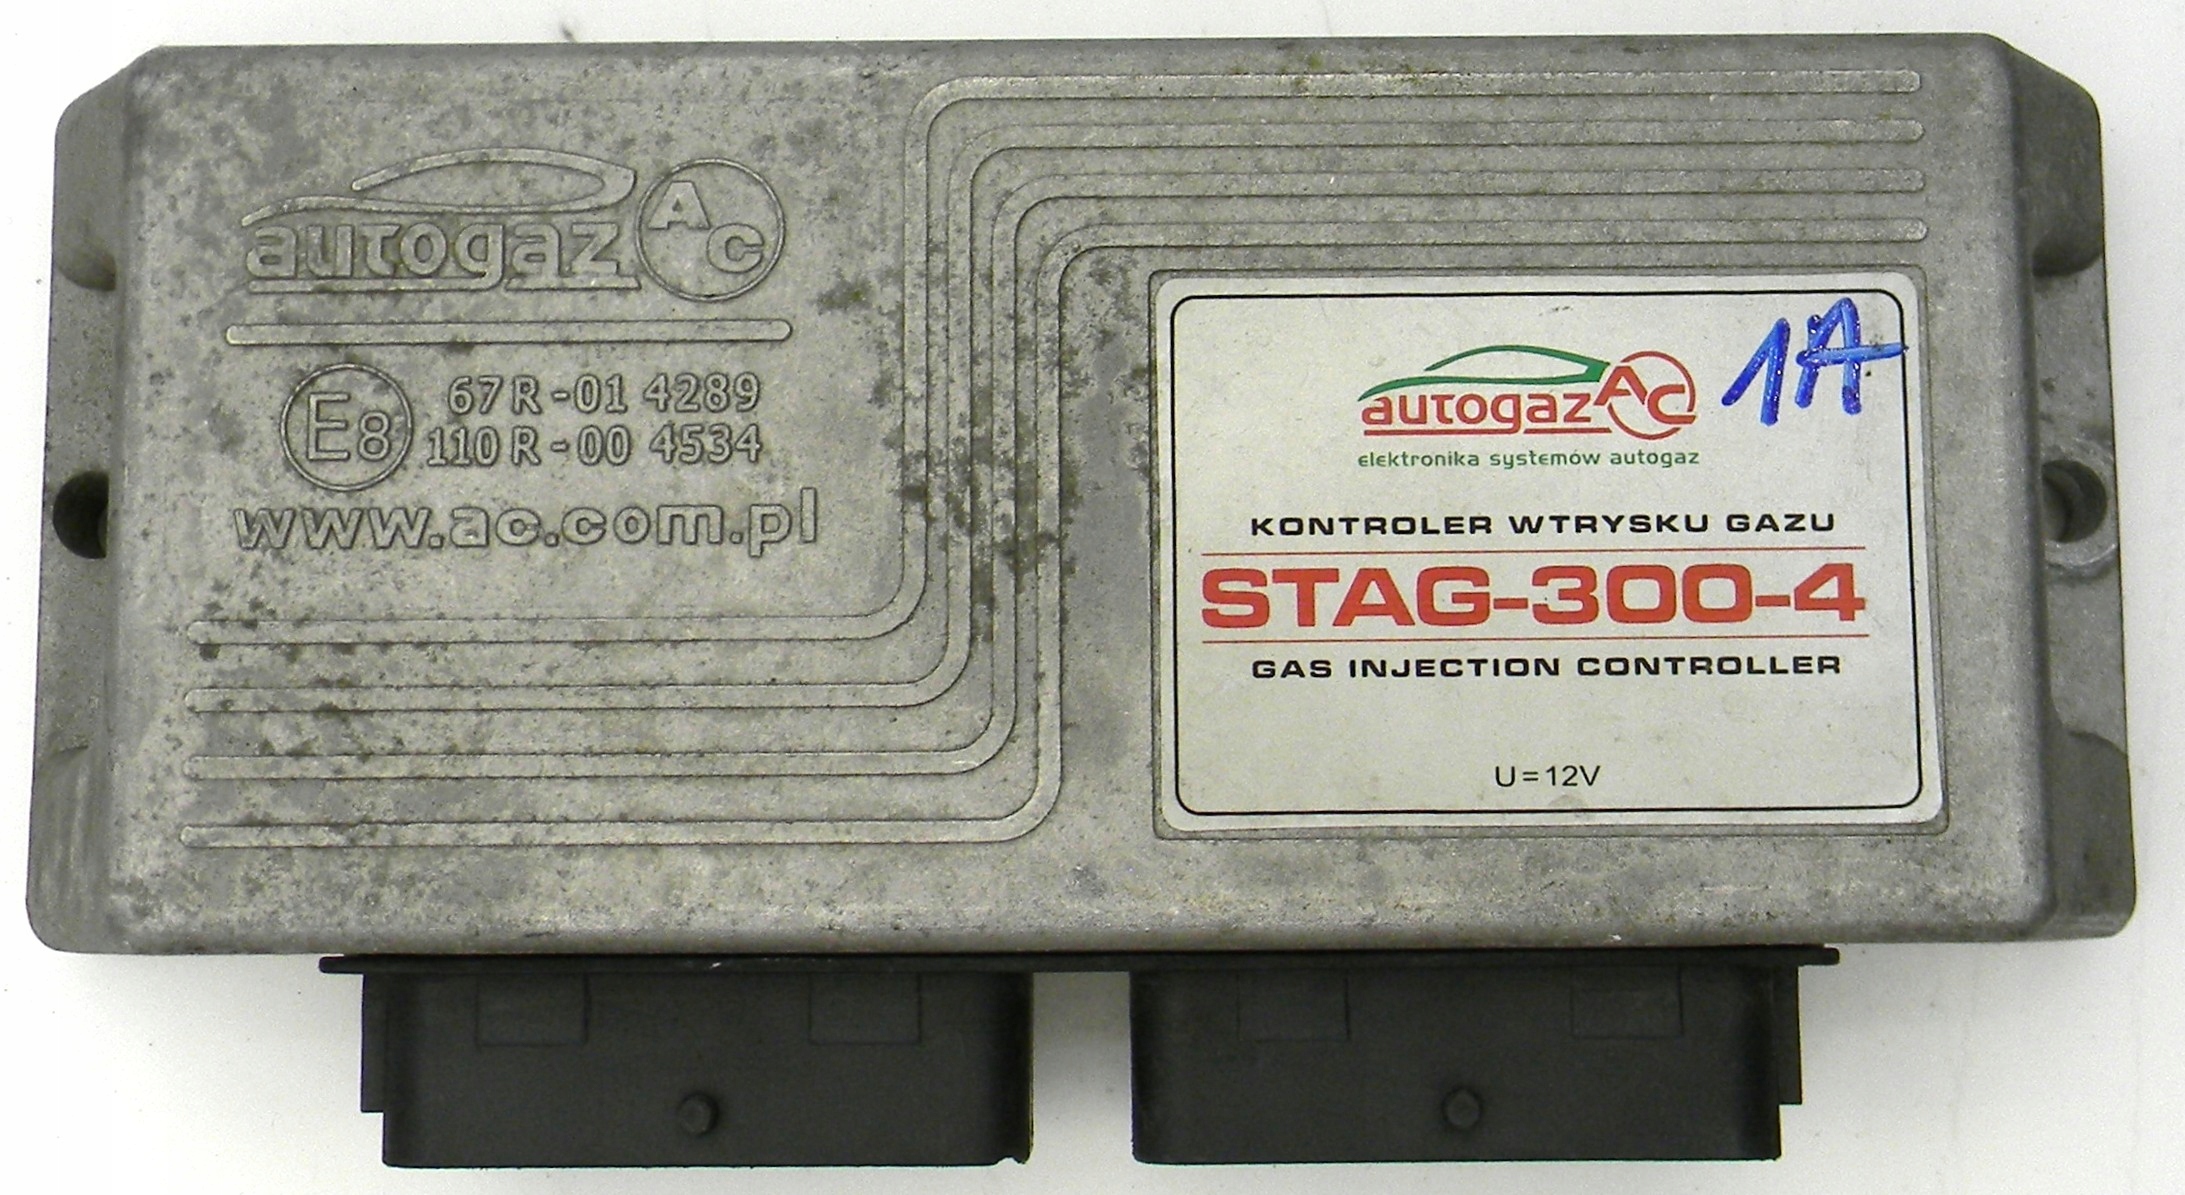 autogaz AC
E8
67R-01 4289
110R-00 4534
www.ac.com.pl
1A
autogaz AC
elektronika systemów autogaz
KONTROLER WTRYSKU GAZU
STAG-300-4
GAS INJECTION CONTROLLER
U=12V